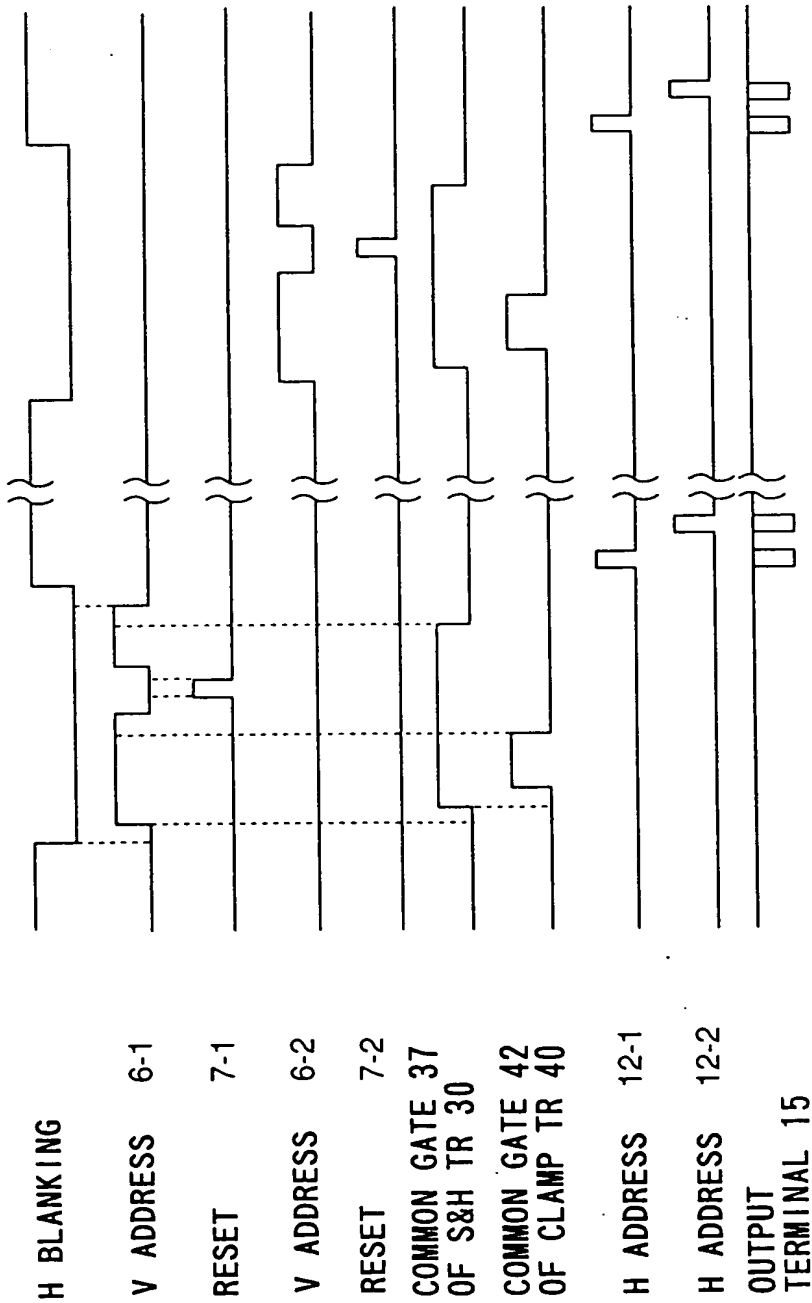 H BLANKING
V ADDRESS 6-1
RESET 7-1
V ADDRESS 6-2
RESET 7-2
COMMON GATE 37
OF S&H TR 30
COMMON GATE 42
OF CLAMP TR 40
H ADDRESS 12-1
H ADDRESS 12-2
OUTPUT
TERMINAL 15